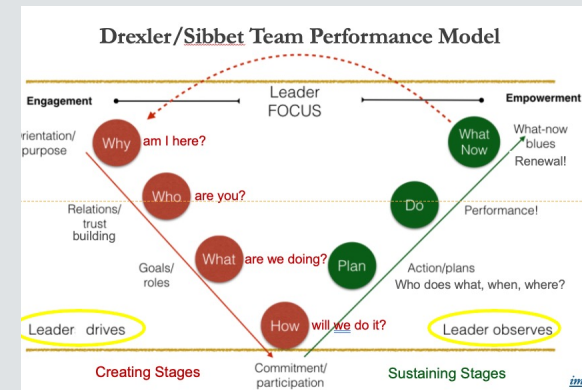 Drexler/Sibbet Team Performance Model
Leader
FOCUS
Engagement
Empowerment
purpose
Why am I here?
What
Now
What-now
blues
Renewal!
Who are you?
Relations/
trust
building
Do
Performance!
What are we doing?
Goals/
roles
Plan
Action/plans
Who does what, when, where?
Leader drives
How will we do it?
Leader observes
Creating Stages
Commitment/
participation
Sustaining Stages